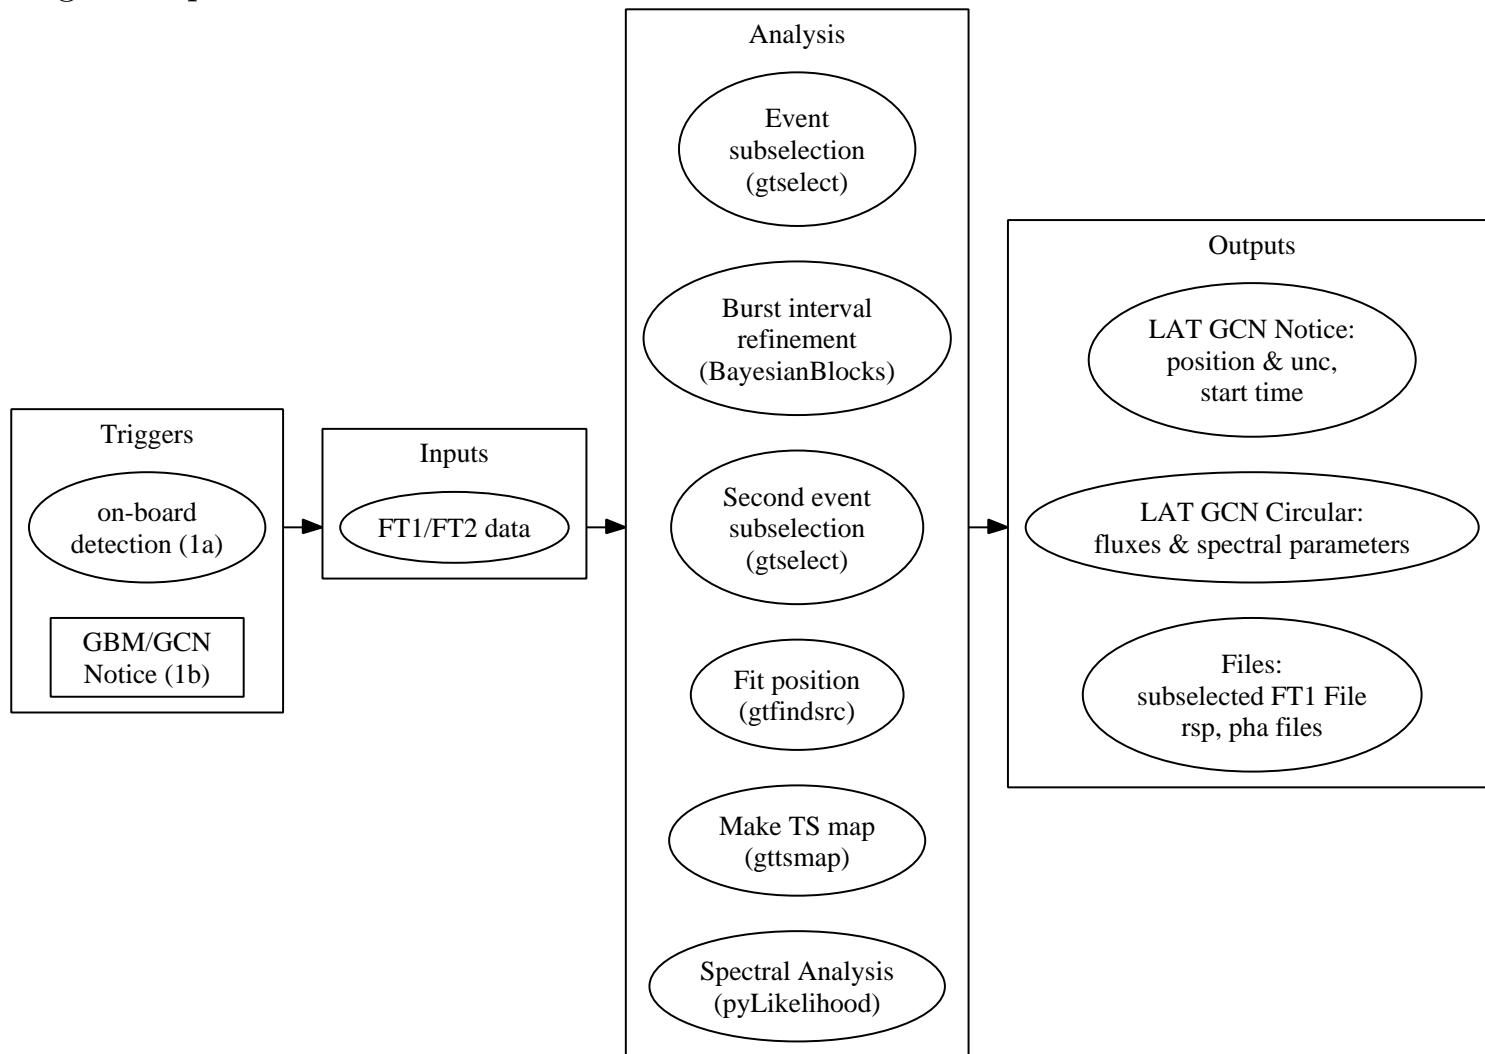 Triggers
on-board
detection (1a)
GBM/GCN
Notice (1b)
Inputs
FT1/FT2 data
Analysis
Event
subselection
(gtselect)
Burst interval
refinement
(BayesianBlocks)
Second event
subselection
(gtselect)
Fit position
(gtfindsrc)
Make TS map
(gttsmap)
Spectral Analysis
(pyLikelihood)
Outputs
LAT GCN Notice:
position & unc,
start time
LAT GCN Circular:
fluxes & spectral parameters
Files:
subselected FT1 File
rsp, pha files